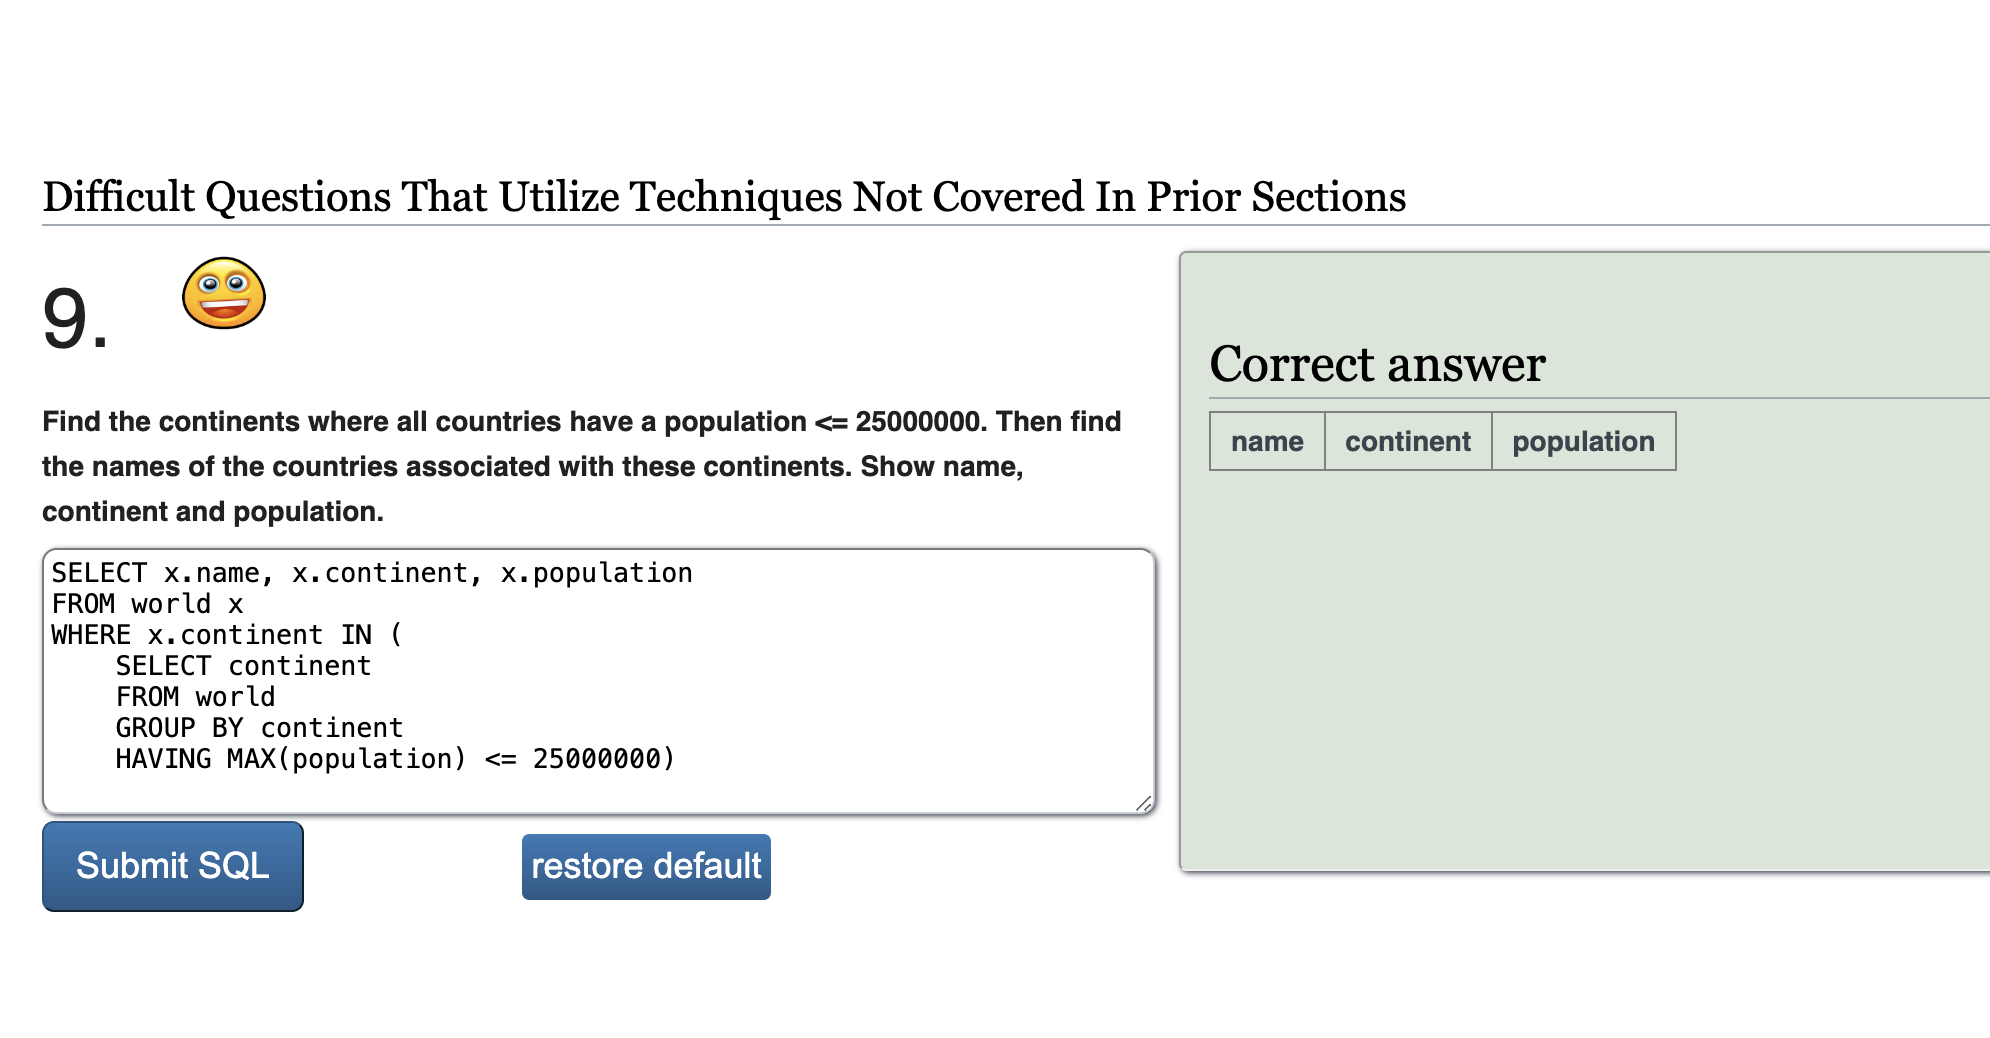 Difficult Questions That Utilize Techniques Not Covered In Prior Sections
9.
Find the continents where all countries have a population <= 25000000. Then find
the names of the countries associated with these continents. Show name,
continent and population.
SELECT x.name, x.continent, x.population
FROM world x
WHERE x.continent IN (
    SELECT continent
    FROM world
    GROUP BY continent
    HAVING MAX(population) <= 25000000)
Submit SQL
restore default
Correct answer
name continent population